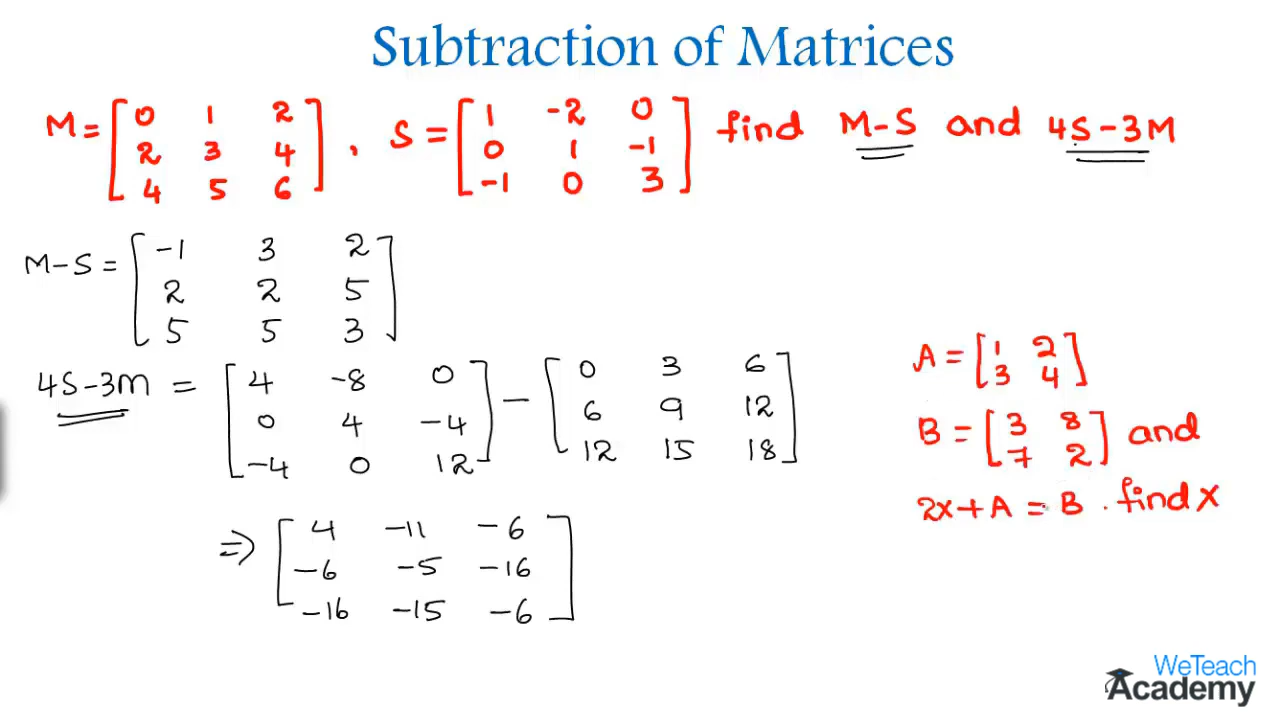 Subtraction of Matrices
M = [ 0 1 2 , S = [ 1 -2 0 ] find M-S and 4S-3M
2 3 4 0 1 -1
4 5 6 ] -1 0 3
M-S = [ -1 3 2
2 2 5
5 5 3 ]
4S-3M = [ 4 -8 0 ] - [ 0 3 6
0 4 -4 6 9 12
-4 0 12 12 15 18 ]
⇒ [ 4 -11 -6
-6 -5 -16
-16 -15 -6 ]
A = [ 1 2
3 4 ]
B = [ 3 8 ] and
7 2
2x+A = B . find x
WeTeach
Academy